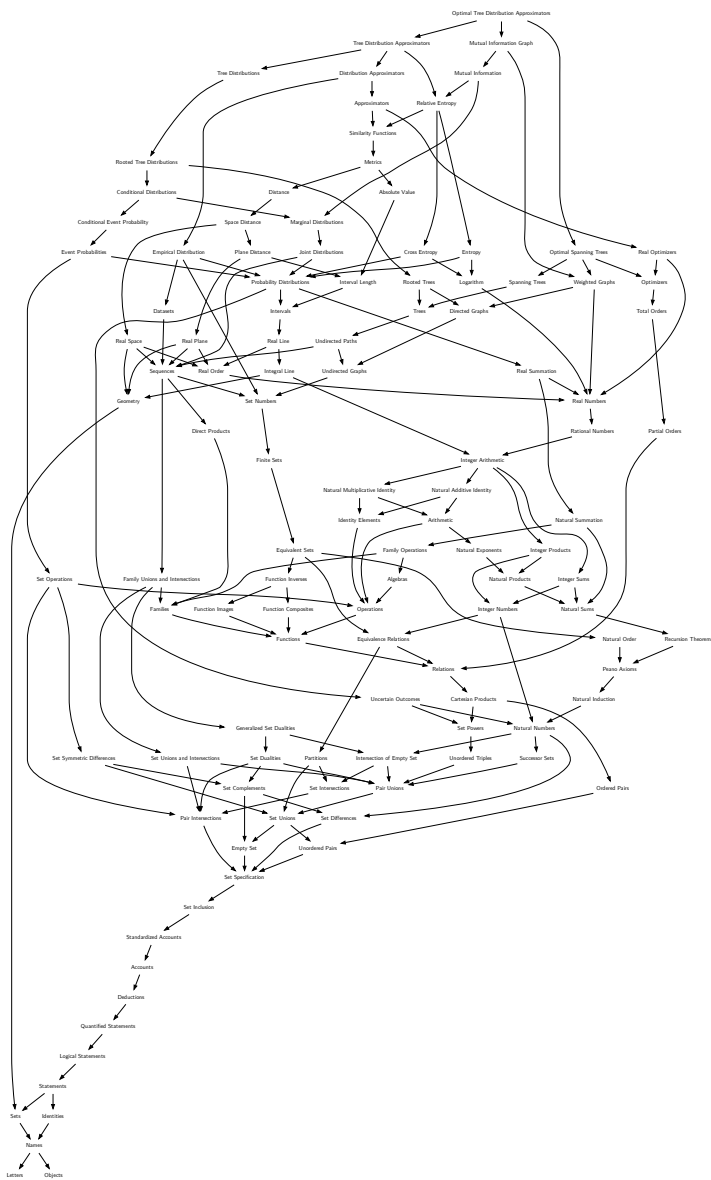 Optimal Tree Distribution Approximators
Tree Distribution Approximators
Mutual Information Graph
Tree Distributions
Distribution Approximators
Mutual Information
Approximators
Relative Entropy
Similarity Functions
Rooted Tree Distributions
Metrics
Conditional Distributions
Distance
Absolute Value
Conditional Event Probability
Space Distance
Marginal Distributions
Event Probabilities
Empirical Distribution
Plane Distance
Joint Distributions
Cross Entropy
Entropy
Optimal Spanning Trees
Real Optimizers
Probability Distributions
Interval Length
Rooted Trees
Logarithm
Spanning Trees
Weighted Graphs
Optimizers
Datasets
Intervals
Trees
Directed Graphs
Total Orders
Real Space
Real Plane
Real Line
Undirected Paths
Sequences
Real Order
Integral Line
Undirected Graphs
Real Summation
Geometry
Set Numbers
Real Numbers
Direct Products
Rational Numbers
Partial Orders
Finite Sets
Integer Arithmetic
Natural Multiplicative Identity
Natural Additive Identity
Identity Elements
Arithmetic
Natural Summation
Equivalent Sets
Family Operations
Natural Exponents
Integer Products
Set Operations
Family Unions and Intersections
Function Inverses
Algebras
Natural Products
Integer Sums
Families
Function Images
Function Composites
Operations
Integer Numbers
Natural Sums
Functions
Equivalence Relations
Natural Order
Recursion Theorem
Relations
Peano Axioms
Uncertain Outcomes
Cartesian Products
Natural Induction
Generalized Set Dualities
Set Powers
Natural Numbers
Set Symmetric Differences
Set Unions and Intersections
Set Dualities
Partitions
Intersection of Empty Set
Unordered Triples
Successor Sets
Set Complements
Set Intersections
Pair Unions
Ordered Pairs
Pair Intersections
Set Unions
Set Differences
Empty Set
Unordered Pairs
Set Specification
Set Inclusion
Standardized Accounts
Accounts
Deductions
Quantified Statements
Logical Statements
Statements
Sets
Identities
Names
Letters
Objects